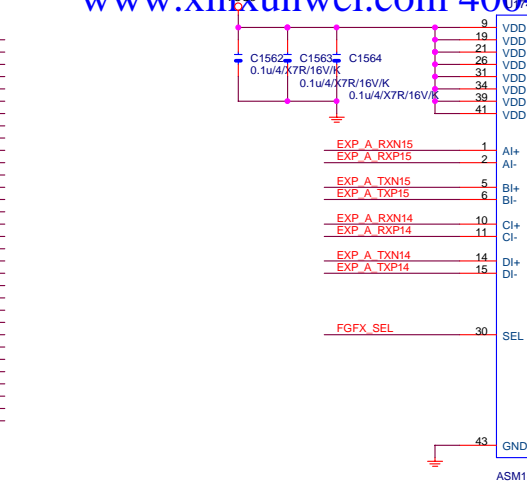 9 VDD
19 VDD
21 VDD
26 VDD
31 VDD
34 VDD
39 VDD
41 VDD
C1562 C1563 C1564
0.1u/4/X7R/16V/K
0.1u/4/X7R/16V/K
0.1u/4/X7R/16V/K
EXP_A_RXN15 1 AI+
EXP_A_RXP15 2 AI-
EXP_A_TXN15 5 BI+
EXP_A_TXP15 6 BI-
EXP_A_RXN14 10 CI+
EXP_A_RXP14 11 CI-
EXP_A_TXN14 14 DI+
EXP_A_TXP14 15 DI-
FGFX_SEL 30 SEL
43 GND
ASM1